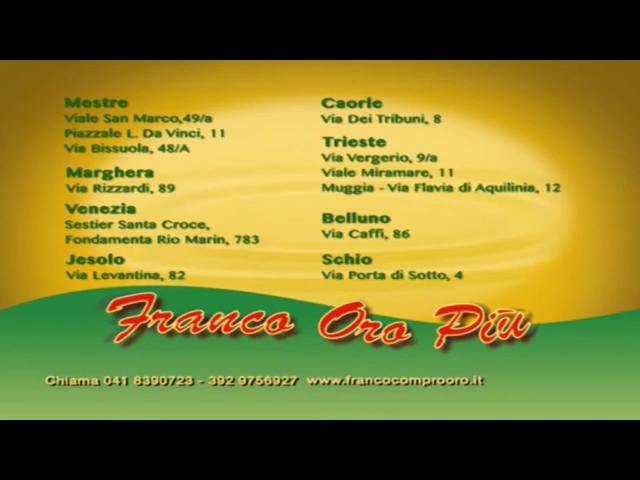 Mestre
Viale San Marco,49/a
Piazzale L. Da Vinci, 11
Via Bissuola, 48/A
Marghera
Via Rizzardi, 89
Venezia
Sestier Santa Croce,
Fondamenta Rio Marin, 783
Jesolo
Via Levantina, 82
Caorle
Via Dei Tribuni, 8
Trieste
Via Vergerio, 9/a
Viale Miramare, 11
Muggia - Via Flavia di Aquilinia, 12
Belluno
Via Caffi, 86
Schio
Via Porta di Sotto, 4
Franco Oro Più
Chiama 041 8390723 - 392 9756927 www.francocomprooro.it